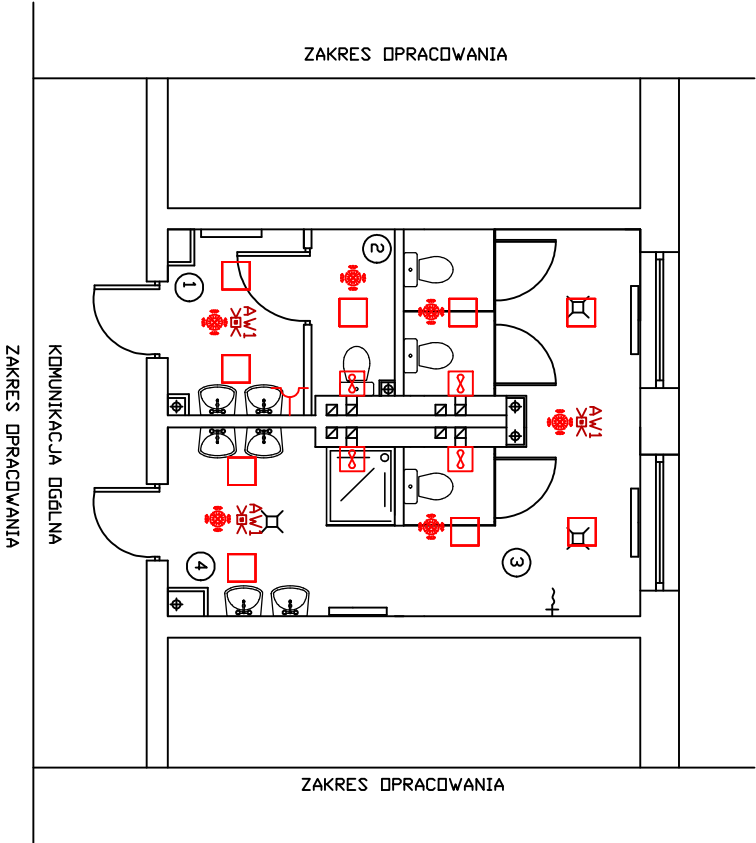 ZAKRES OPRACOWANIA
2
1
AW1
AW1
KOMUNIKACJA OGÓLNA
ZAKRES OPRACOWANIA
AW1
4
3
ZAKRES OPRACOWANIA